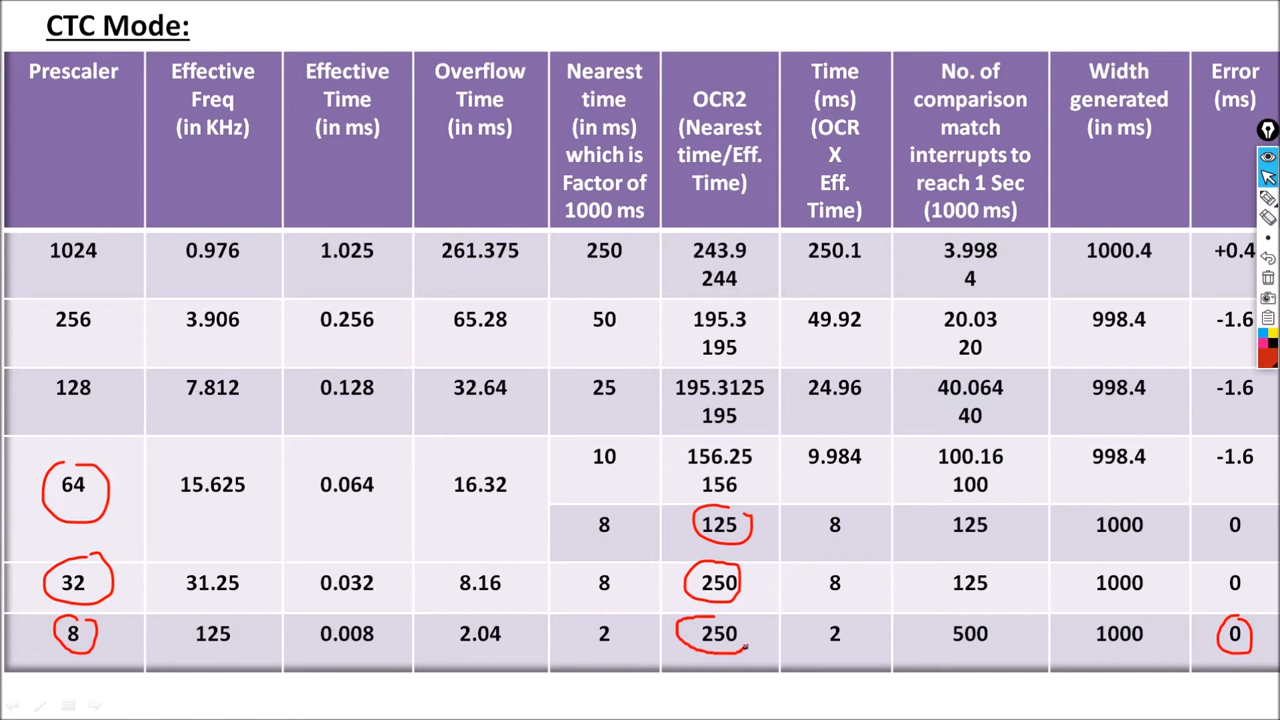 CTC Mode:
Prescaler
Effective
Freq
(in KHz)
Effective
Time
(in ms)
Overflow
Time
(in ms)
Nearest
time
(in ms)
which is
Factor of
1000 ms
OCR2
(Nearest
time/Eff.
Time)
Time
(ms)
(OCR
X
Eff.
Time)
No. of
comparison
match
interrupts to
reach 1 Sec
(1000 ms)
Width
generated
(in ms)
Error
(ms)
1024 0.976 1.025 261.375 250 243.9 250.1 3.998 1000.4 +0.4
244 4
256 3.906 0.256 65.28 50 195.3 49.92 20.03 998.4 -1.6
195 20
128 7.812 0.128 32.64 25 195.3125 24.96 40.064 998.4 -1.6
195 40
10 156.25 9.984 100.16 998.4 -1.6
64 15.625 0.064 16.32 156 100
8 125 8 125 1000 0
32 31.25 0.032 8.16 8 250 8 125 1000 0
8 125 0.008 2.04 2 250 2 500 1000 0